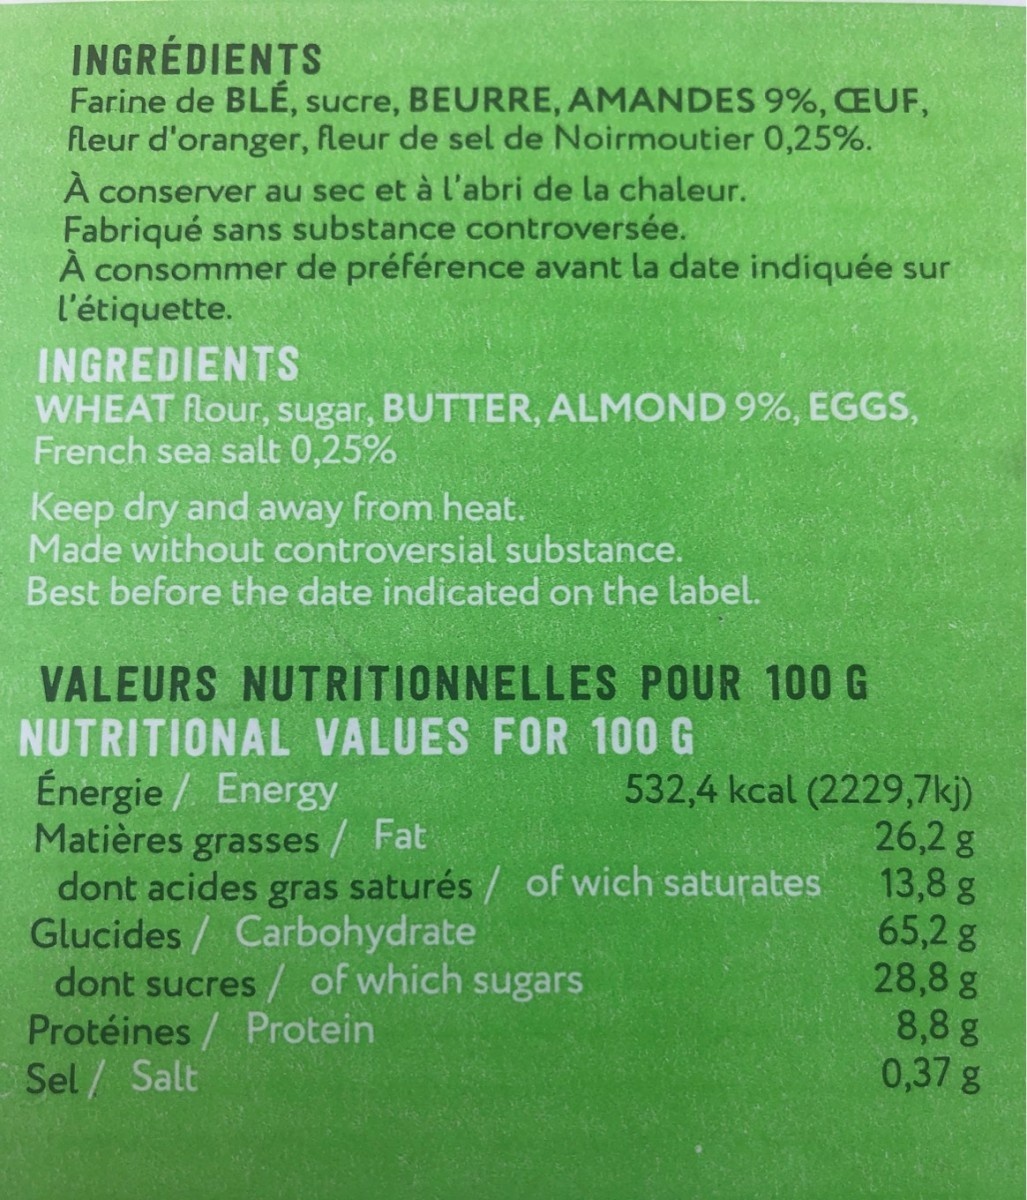 INGRÉDIENTS
Farine de BLÉ, sucre, BEURRE, AMANDES 9%, ŒUF,
fleur d'oranger, fleur de sel de Noirmoutier 0,25%.
À conserver au sec et à l'abri de la chaleur.
Fabriqué sans substance controversée.
À consommer de préférence avant la date indiquée sur
l'étiquette.
INGREDIENTS
WHEAT flour, sugar, BUTTER, ALMOND 9%, EGGS,
French sea salt 0,25%
Keep dry and away from heat.
Made without controversial substance.
Best before the date indicated on the label.
VALEURS NUTRITIONNELLES POUR 100 G
NUTRITIONAL VALUES FOR 100 G
Énergie / Energy 532,4 kcal (2229,7kj)
Matières grasses / Fat 26,2 g
dont acides gras saturés / of wich saturates 13,8 g
Glucides / Carbohydrate 65,2 g
dont sucres / of which sugars 28,8 g
Protéines / Protein 8,8 g
Sel / Salt 0,37 g